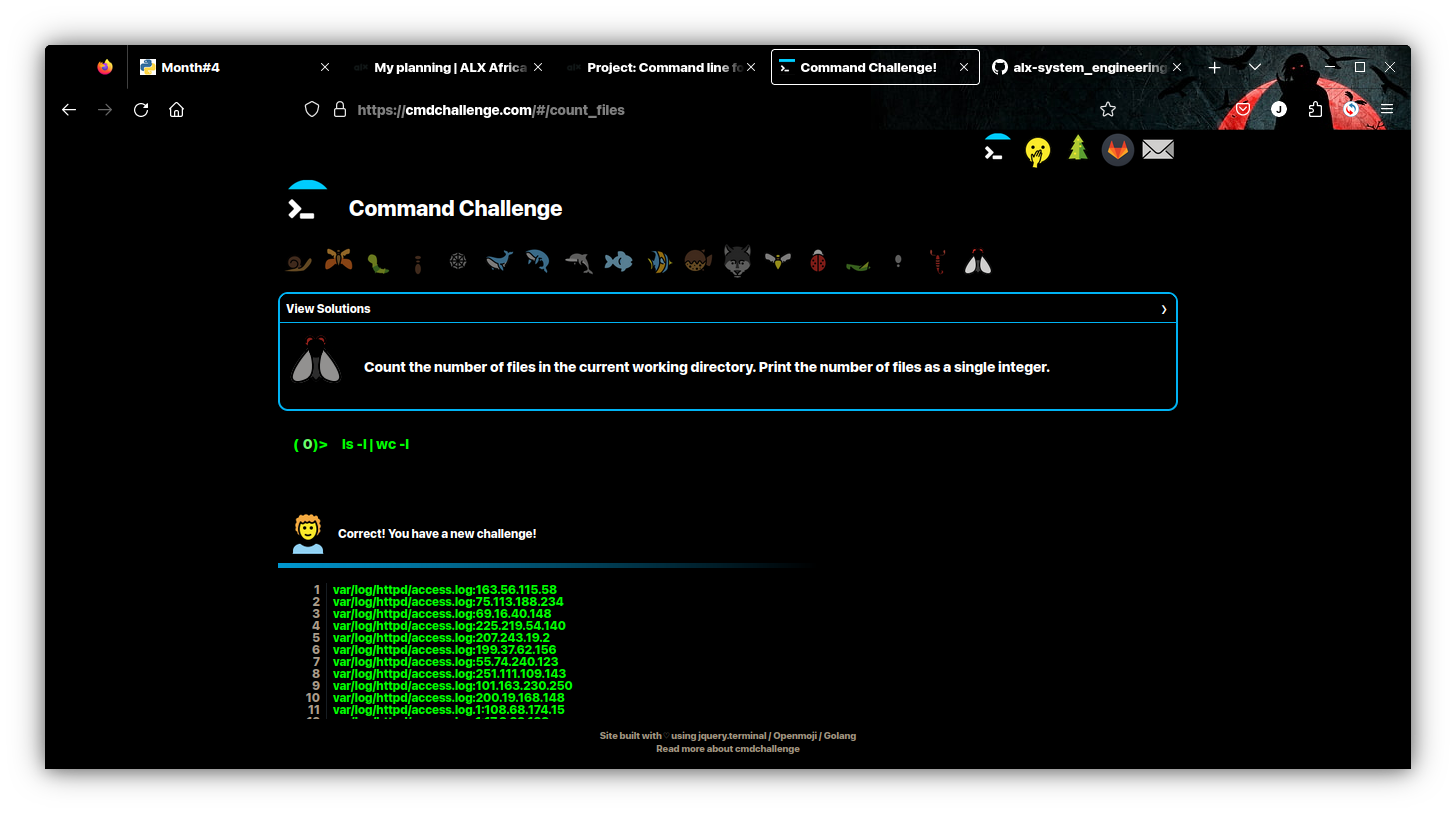 Month#4
My planning | ALX Africa
Project: Command line fo
Command Challenge!
alx-system_engineering
https://cmdchallenge.com/#/count_files
J
Command Challenge
View Solutions
Count the number of files in the current working directory. Print the number of files as a single integer.
( 0)> ls -l | wc -l
Correct! You have a new challenge!
1 var/log/httpd/access.log:163.56.115.58
2 var/log/httpd/access.log:75.113.188.234
3 var/log/httpd/access.log:69.16.40.148
4 var/log/httpd/access.log:225.219.54.140
5 var/log/httpd/access.log:207.243.19.2
6 var/log/httpd/access.log:199.37.62.156
7 var/log/httpd/access.log:55.74.240.123
8 var/log/httpd/access.log:251.111.109.143
9 var/log/httpd/access.log:101.163.230.250
10 var/log/httpd/access.log:200.19.168.148
11 var/log/httpd/access.log.1:108.68.174.15
Site built with using jquery.terminal / Openmoji / Golang
Read more about cmdchallenge